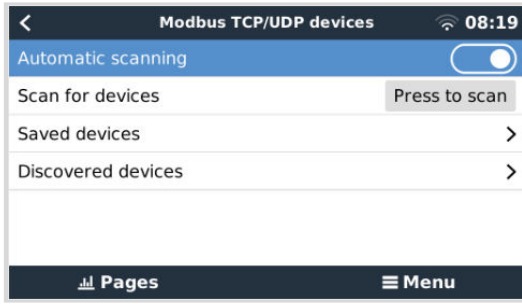 Modbus TCP/UDP devices 08:19
Automatic scanning
Scan for devices Press to scan
Saved devices
Discovered devices
Pages Menu